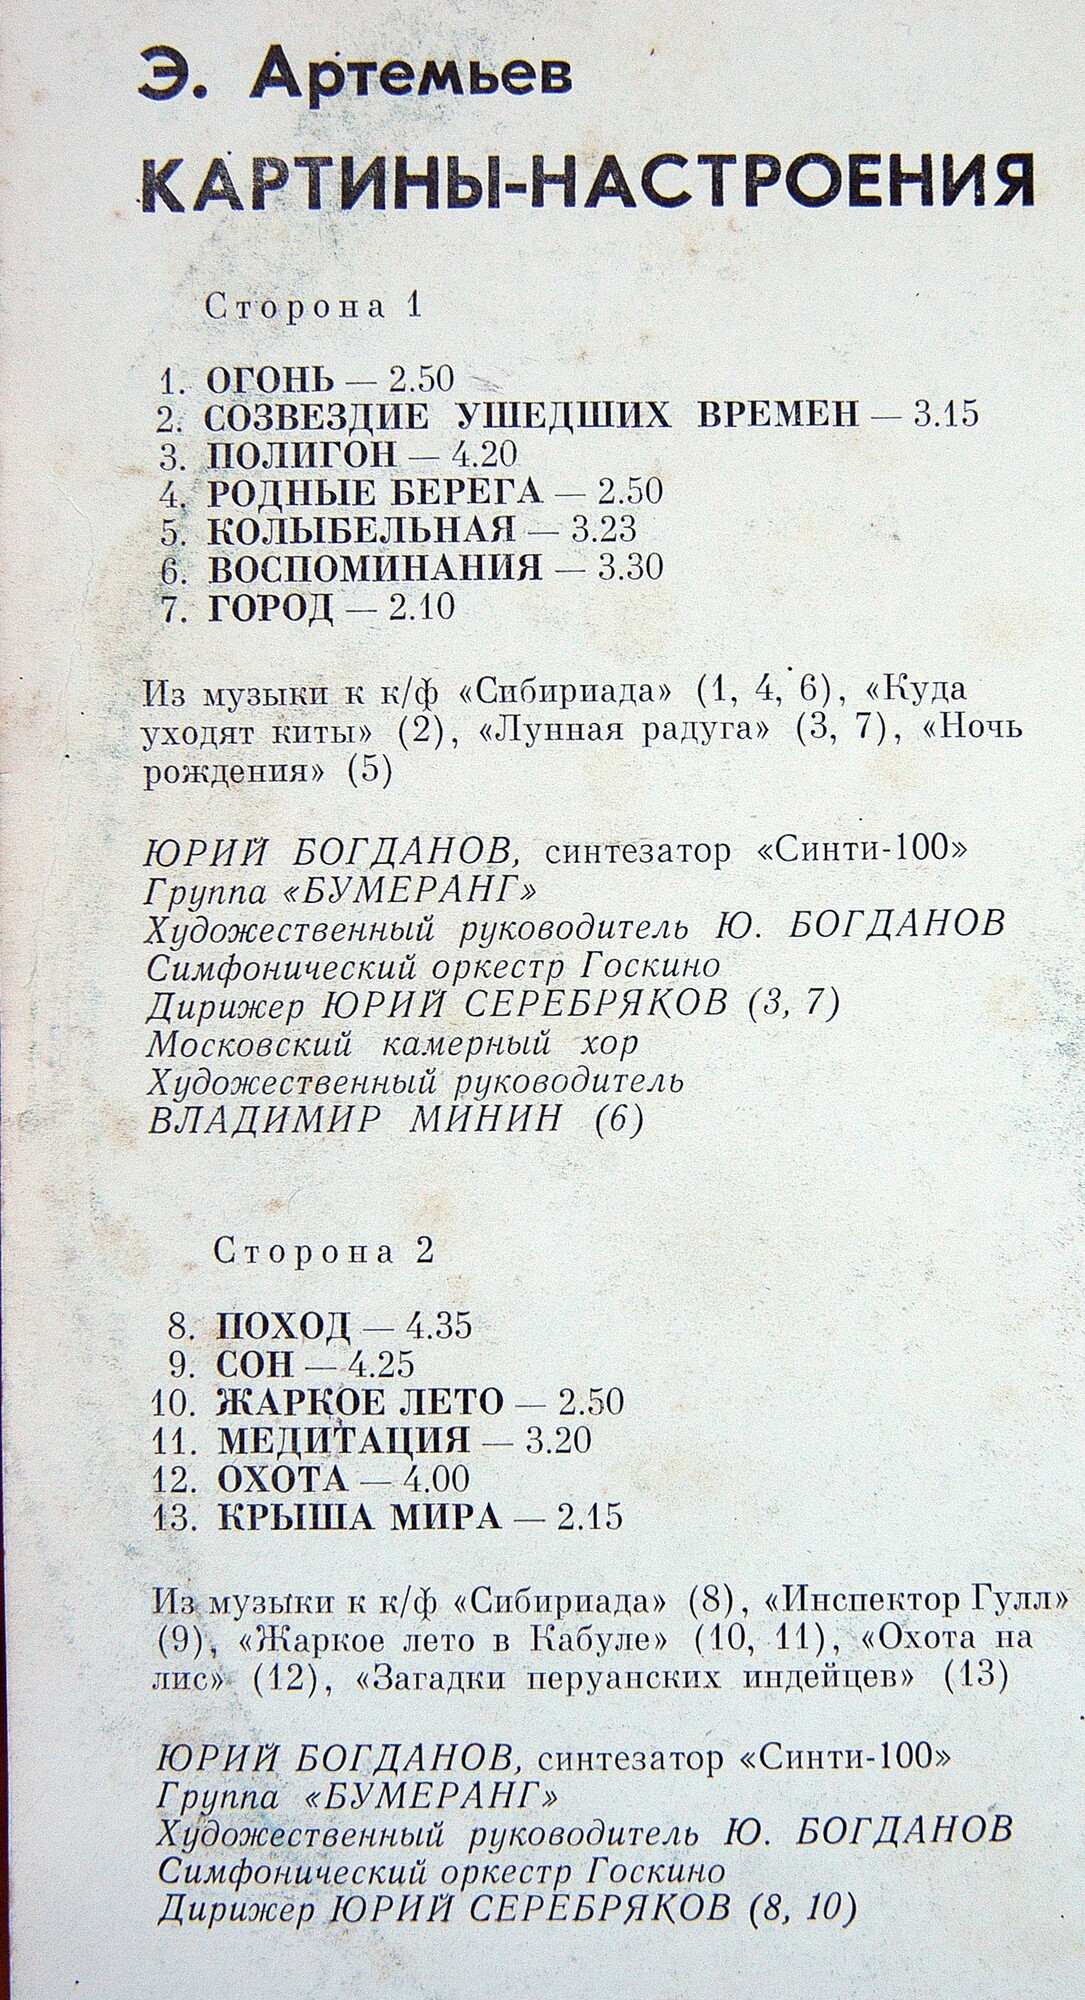 Э. Артемьев
КАРТИНЫ-НАСТРОЕНИЯ
Сторона 1
1. ОГОНЬ — 2.50
2. СОЗВЕЗДИЕ УШЕДШИХ ВРЕМЕН — 3.15
3. ПОЛИГОН — 4.20
4. РОДНЫЕ БЕРЕГА — 2.50
5. КОЛЫБЕЛЬНАЯ — 3.23
6. ВОСПОМИНАНИЯ — 3.30
7. ГОРОД — 2.10
Из музыки к к/ф «Сибириада» (1, 4, 6), «Куда
уходят киты» (2), «Лунная радуга» (3, 7), «Ночь
рождения» (5)
ЮРИЙ БОГДАНОВ, синтезатор «Синти-100»
Группа «БУМЕРАНГ»
Художественный руководитель Ю. БОГДАНОВ
Симфонический оркестр Госкино
Дирижер ЮРИЙ СЕРЕБРЯКОВ (3, 7)
Московский камерный хор
Художественный руководитель
ВЛАДИМИР МИНИН (6)
Сторона 2
8. ПОХОД — 4.35
9. СОН — 4.25
10. ЖАРКОЕ ЛЕТО — 2.50
11. МЕДИТАЦИЯ — 3.20
12. ОХОТА — 4.00
13. КРЫША МИРА — 2.15
Из музыки к к/ф «Сибириада» (8), «Инспектор Гулл»
(9), «Жаркое лето в Кабуле» (10, 11), «Охота на
лис» (12), «Загадки перуанских индейцев» (13)
ЮРИЙ БОГДАНОВ, синтезатор «Синти-100»
Группа «БУМЕРАНГ»
Художественный руководитель Ю. БОГДАНОВ
Симфонический оркестр Госкино
Дирижер ЮРИЙ СЕРЕБРЯКОВ (8, 10)